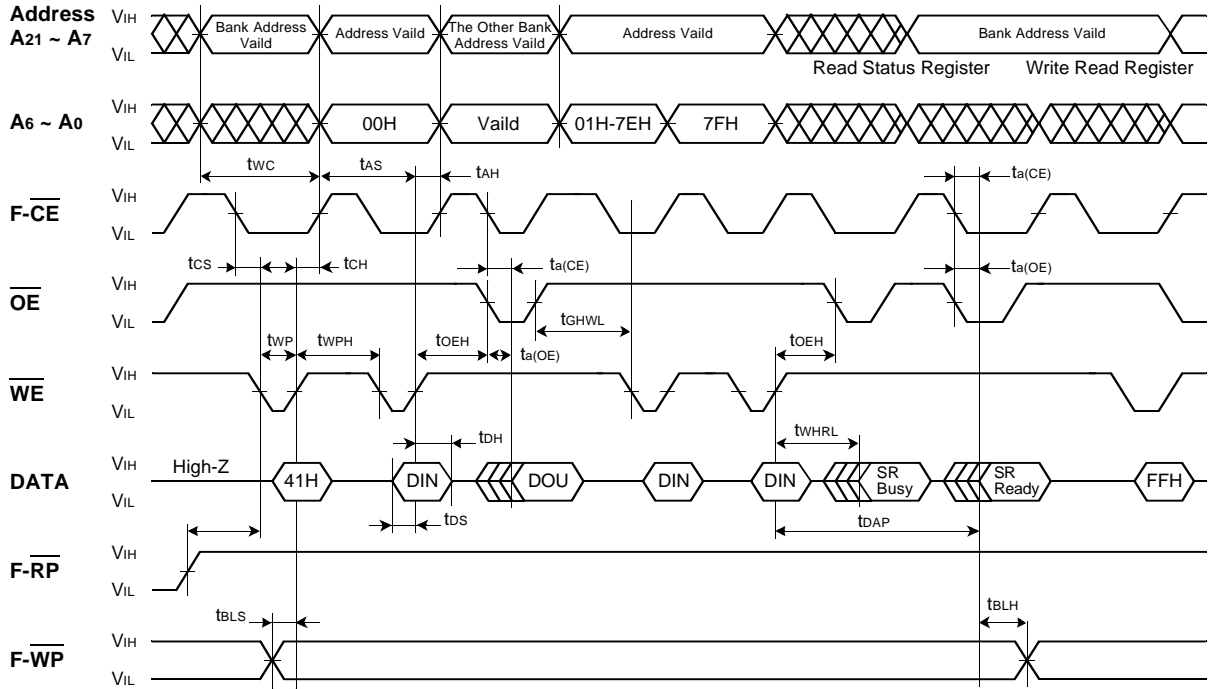 Address
A21 ~ A7
VIH
VIL
Bank Address
Vaild
Address Vaild
The Other Bank
Address Vaild
Address Vaild
Bank Address Vaild
Read Status Register
Write Read Register
A6 ~ A0
VIH
VIL
00H
Vaild
01H-7EH
7FH
tWC
tAS
tAH
ta(CE)
F-CE
VIH
VIL
tCS
tCH
ta(CE)
ta(OE)
OE
VIH
VIL
tGHWL
tWP
tWPH
tOEH
ta(OE)
tOEH
WE
VIH
VIL
tDH
tWHRL
DATA
VIH
VIL
High-Z
41H
DIN
DOU
DIN
DIN
SR
Busy
SR
Ready
FFH
tDS
tDAP
F-RP
VIH
VIL
tBLS
tBLH
F-WP
VIH
VIL